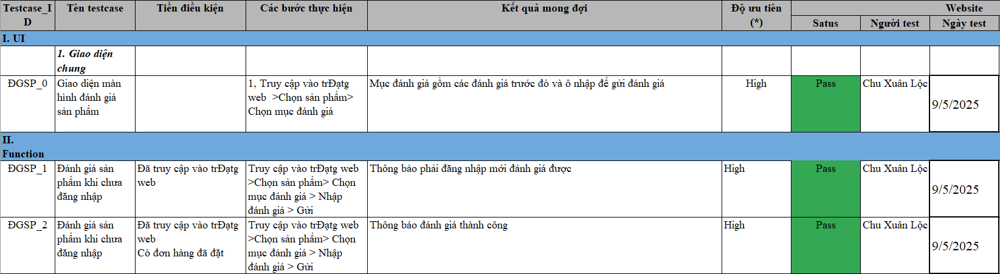 Testcase_I
D
Tên testcase
Tiền điều kiện
Các bước thực hiện
Kết quả mong đợi
Độ ưu tiên
(*)
Website
Satus
Người test
Ngày test
I. UI
1. Giao diện
chung
ĐGSP_0
Giao diện màn
hình đánh giá
sản phẩm
1, Truy cập vào trĐạtg
web  >Chọn sản phẩm>
Chọn mục đánh giá
Mục đánh giá gồm các đánh giá trước đó và ô nhập để gửi đánh giá
High
Pass
Chu Xuân Lộc
9/5/2025
II.
Function
ĐGSP_1
Đánh giá sản
phẩm khi chưa
đăng nhập
Đã truy cập vào trĐạtg
web
Truy cập vào trĐạtg web
>Chọn sản phẩm> Chọn
mục đánh giá > Nhập
đánh giá > Gửi
Thông báo phải đăng nhập mới đánh giá được
High
Pass
Chu Xuân Lộc
9/5/2025
ĐGSP_2
Đánh giá sản
phẩm khi chưa
đăng nhập
Đã truy cập vào trĐạtg
web
Có đơn hàng đã đặt
Truy cập vào trĐạtg web
>Chọn sản phẩm> Chọn
mục đánh giá > Nhập
đánh giá > Gửi
Thông báo đánh giá thành công
High
Pass
Chu Xuân Lộc
9/5/2025